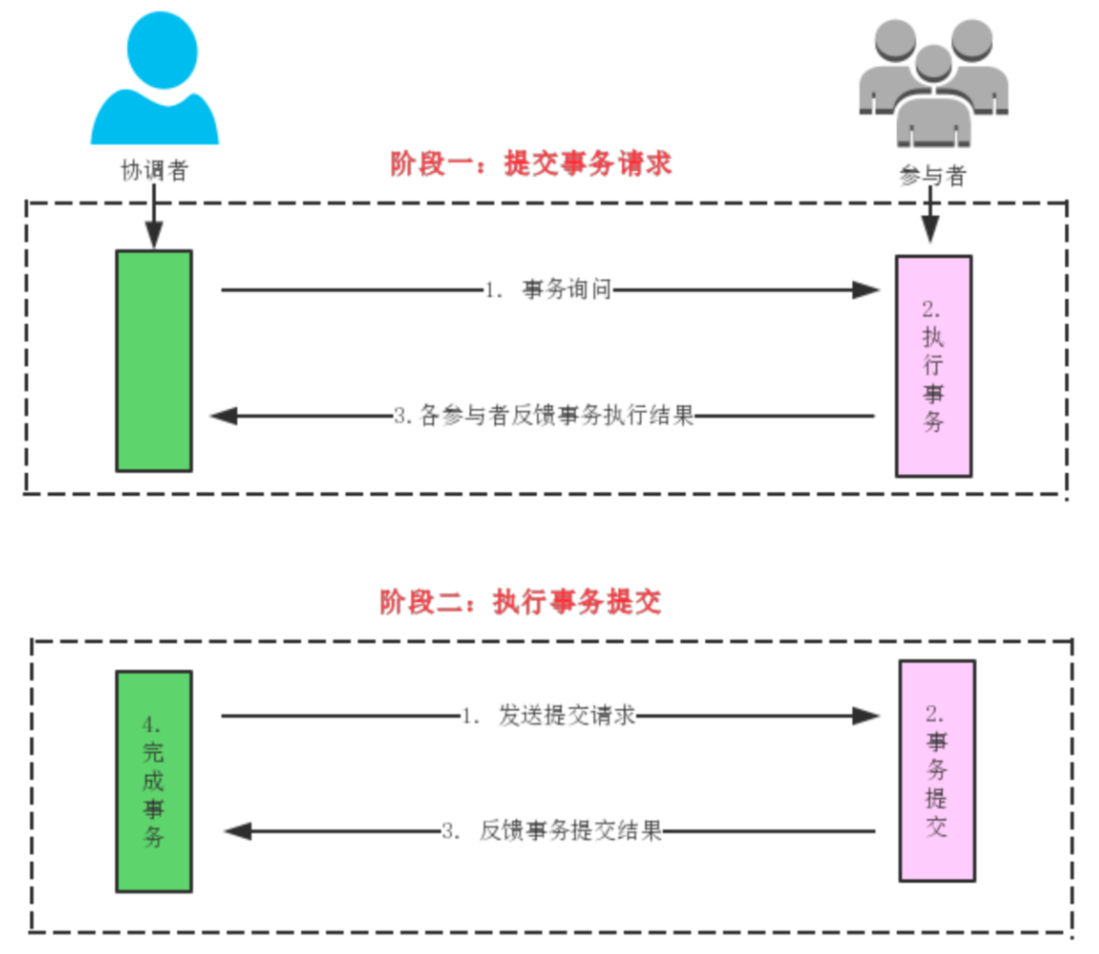 协调者
参与者
阶段一：提交事务请求
1. 事务询问
2.
执
行
事
务
3.各参与者反馈事务执行结果
阶段二：执行事务提交
4.
完
成
事
务
1. 发送提交请求
2.
事
务
提
交
3. 反馈事务提交结果